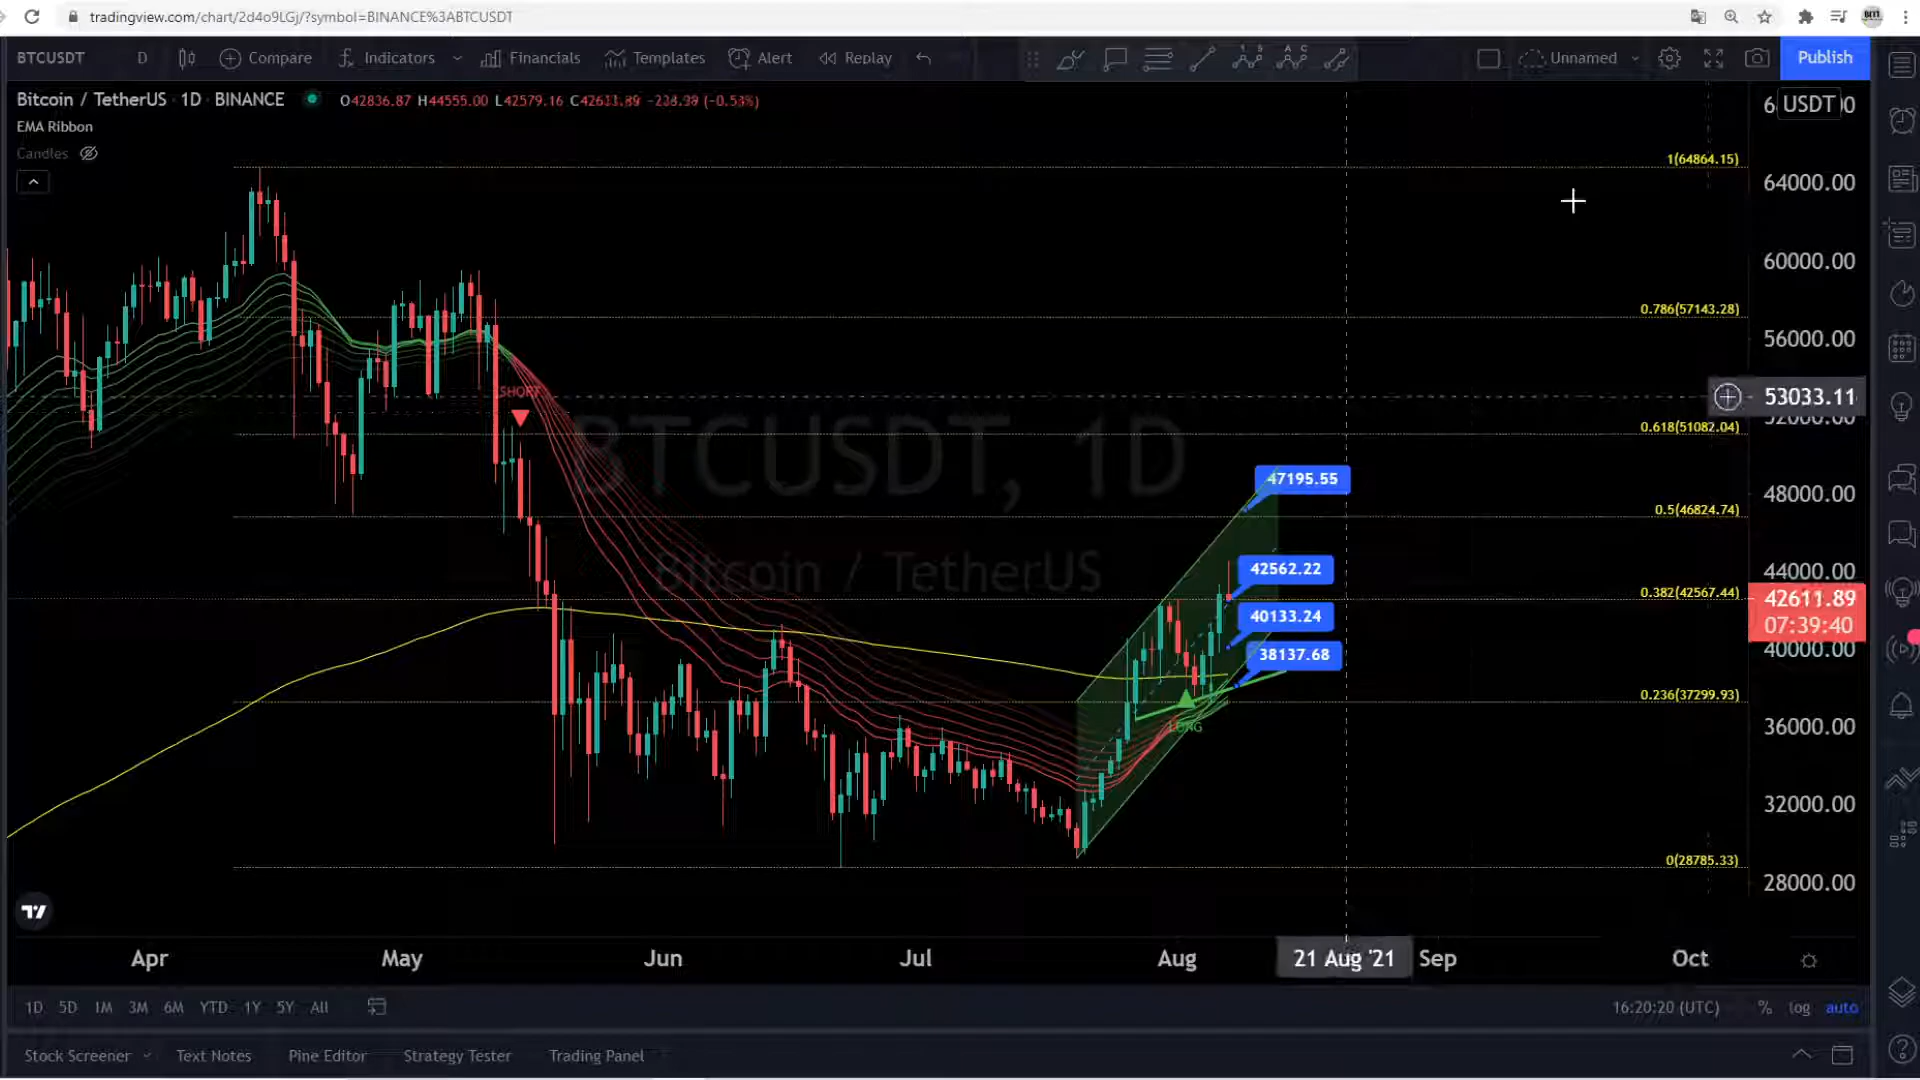 tradingview.com/chart/2d4o9LGj/?symbol=BINANCE%3ABTCUSDT
BTCUSDT D Compare Indicators Financials Templates Alert Replay Unnamed Publish
Bitcoin / TetherUS 1D BINANCE O42836.87 H44555.00 L42579.16 C42611.89
EMA Ribbon
Candles
USDT
1(64864.15)
64000.00
60000.00
0.786(57143.28)
56000.00
SHORT
53033.11
52000.00
0.618(51082.04)
BTCUSDT, 1D
Bitcoin / TetherUS
47195.55
48000.00
0.5(46824.74)
42562.22
44000.00
0.382(42567.44)
42611.89
07:39:40
40133.24
40000.00
38137.68
0.236(37299.93)
LONG
36000.00
32000.00
0(28785.33)
28000.00
Apr May Jun Jul Aug 21 Aug '21 Sep Oct
1D 5D 1M 3M 6M YTD 1Y 5Y All 16:20:20 (UTC) % log auto
Stock Screener Text Notes Pine Editor Strategy Tester Trading Panel